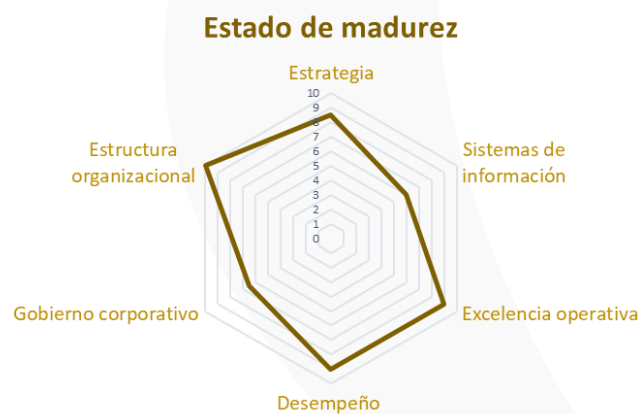 Estado de madurez
Estrategia
10
9
8
7
6
5
4
3
2
1
0
Sistemas de
información
Excelencia operativa
Desempeño
Gobierno corporativo
Estructura
organizacional